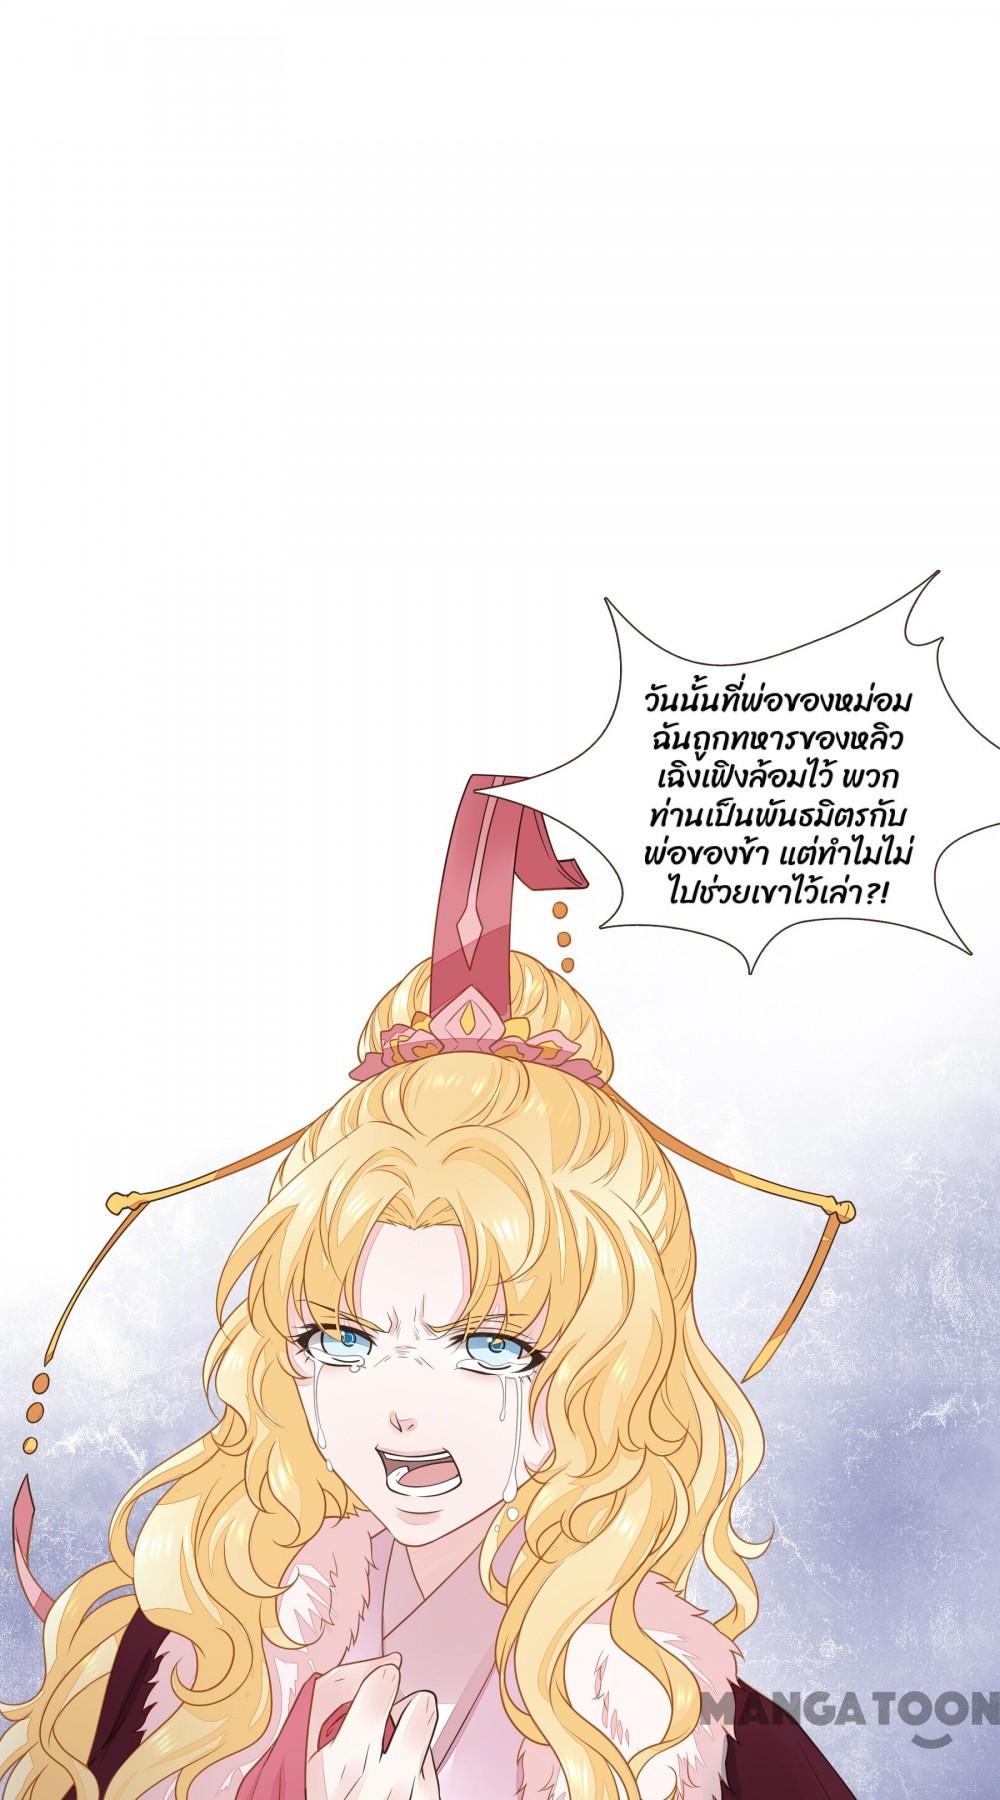 วันนั้นที่พ่อของหม่อม
ฉันถูกทหารของหลิว
เฉิงเฟิงล้อมไว้ พวก
ท่านเป็นพันธมิตรกับ
พ่อของข้า แต่ทำไมไม่
ไปช่วยเขาไว้เล่า?!
MANGATOON